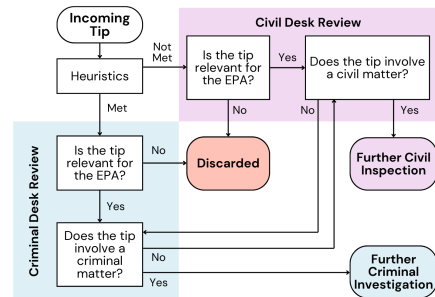 Incoming
Tip
Civil Desk Review
Not
Met
Is the tip
relevant for
the EPA?
Yes
Does the tip involve
a civil matter?
Heuristics
Met
No
No
Yes
Criminal Desk Review
Is the tip
relevant for
the EPA?
No
Discarded
Further Civil
Inspection
Yes
Does the tip
involve a
criminal
matter?
No
Yes
Further
Criminal
Investigation